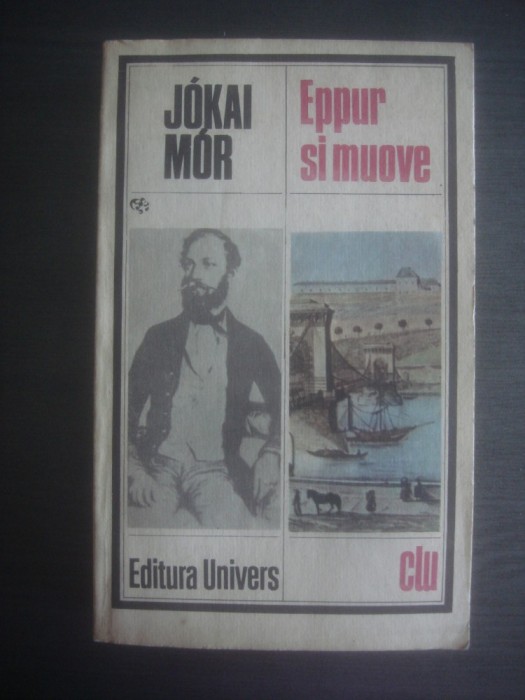 JÓKAI
MÓR
Eppur
si muove
Editura Univers
clu